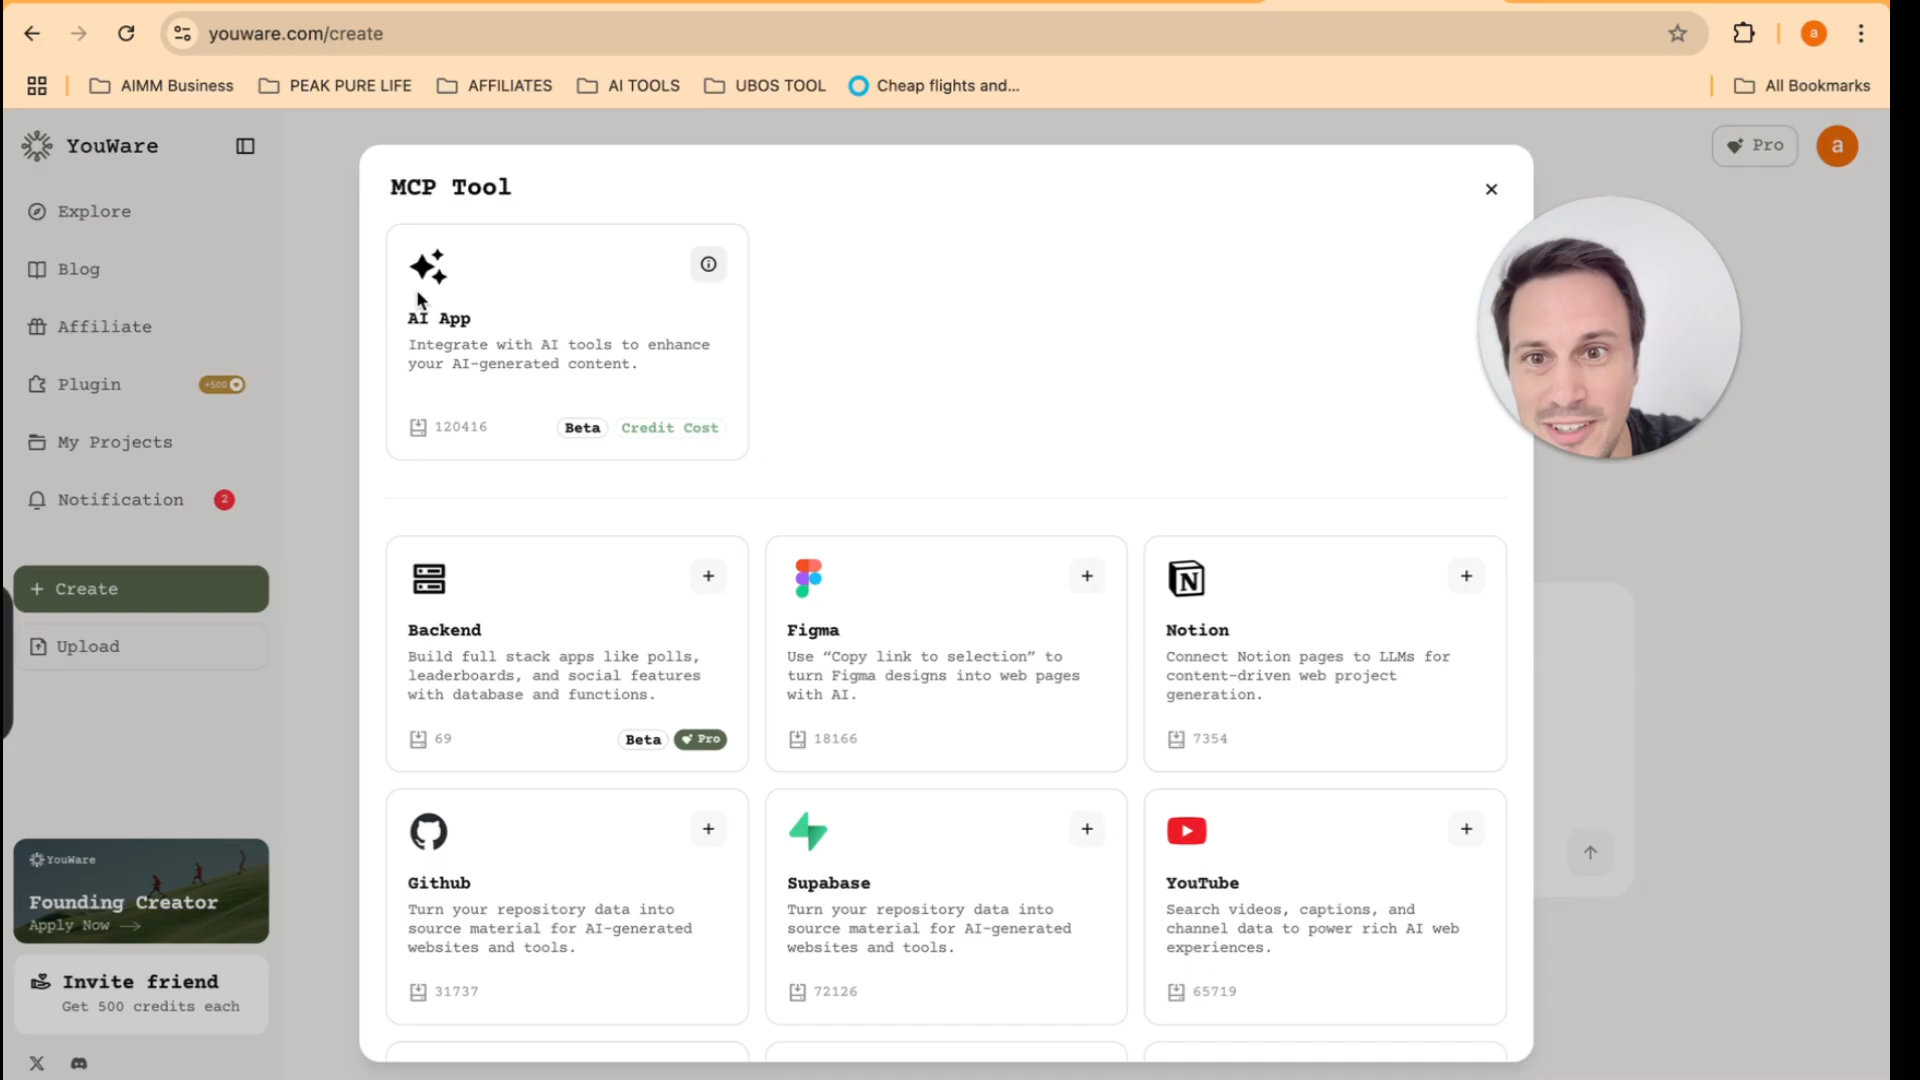 youware.com/create
AIMM Business
PEAK PURE LIFE
AFFILIATES
AI TOOLS
UBOS TOOL
Cheap flights and...
All Bookmarks
a
YouWare
Explore
Blog
Affiliate
Plugin
+500
My Projects
Notification
2
+ Create
Upload
YouWare
Founding Creator
Apply Now →
Invite friend
Get 500 credits each
Pro
a
MCP Tool
AI App
Integrate with AI tools to enhance
your AI-generated content.
120416
Beta
Credit Cost
Backend
Build full stack apps like polls,
leaderboards, and social features
with database and functions.
69
Beta
Pro
Figma
Use “Copy link to selection” to
turn Figma designs into web pages
with AI.
18166
Notion
Connect Notion pages to LLMs for
content-driven web project
generation.
7354
Github
Turn your repository data into
source material for AI-generated
websites and tools.
31737
Supabase
Turn your repository data into
source material for AI-generated
websites and tools.
72126
YouTube
Search videos, captions, and
channel data to power rich AI web
experiences.
65719